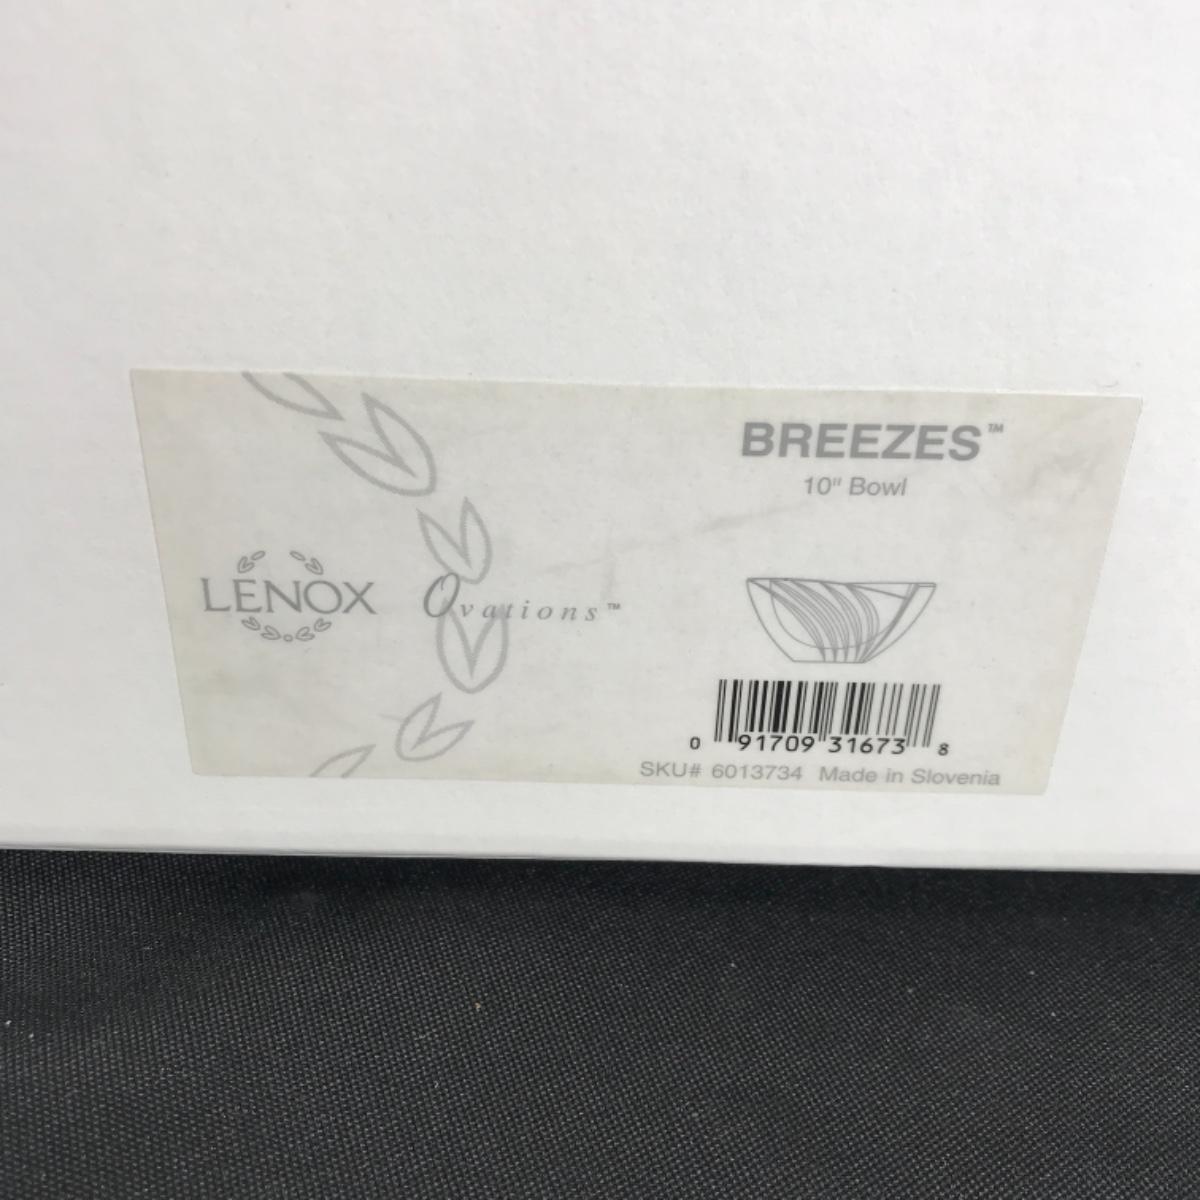 BREEZES™
10" Bowl
LENOX
Ovations™
0 91709 31673 8
SKU# 6013734 Made in Slovenia